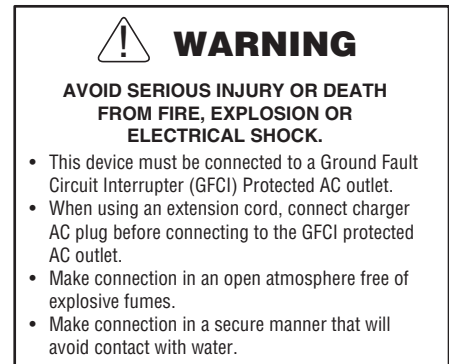 WARNING
AVOID SERIOUS INJURY OR DEATH
FROM FIRE, EXPLOSION OR
ELECTRICAL SHOCK.
• This device must be connected to a Ground Fault
Circuit Interrupter (GFCI) Protected AC outlet.
• When using an extension cord, connect charger
AC plug before connecting to the GFCI protected
AC outlet.
• Make connection in an open atmosphere free of
explosive fumes.
• Make connection in a secure manner that will
avoid contact with water.